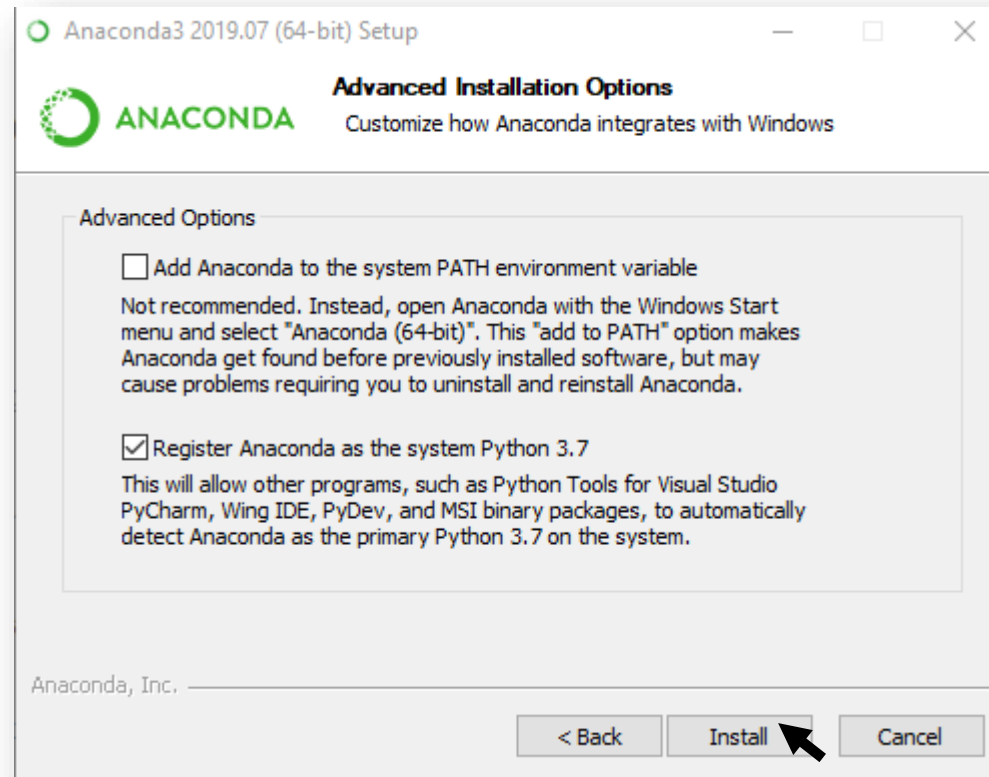 Anaconda3 2019.07 (64-bit) Setup
ANACONDA
Advanced Installation Options
Customize how Anaconda integrates with Windows
Advanced Options
Add Anaconda to the system PATH environment variable
Not recommended. Instead, open Anaconda with the Windows Start
menu and select "Anaconda (64-bit)". This "add to PATH" option makes
Anaconda get found before previously installed software, but may
cause problems requiring you to uninstall and reinstall Anaconda.
Register Anaconda as the system Python 3.7
This will allow other programs, such as Python Tools for Visual Studio
PyCharm, Wing IDE, PyDev, and MSI binary packages, to automatically
detect Anaconda as the primary Python 3.7 on the system.
Anaconda, Inc.
< Back
Install
Cancel